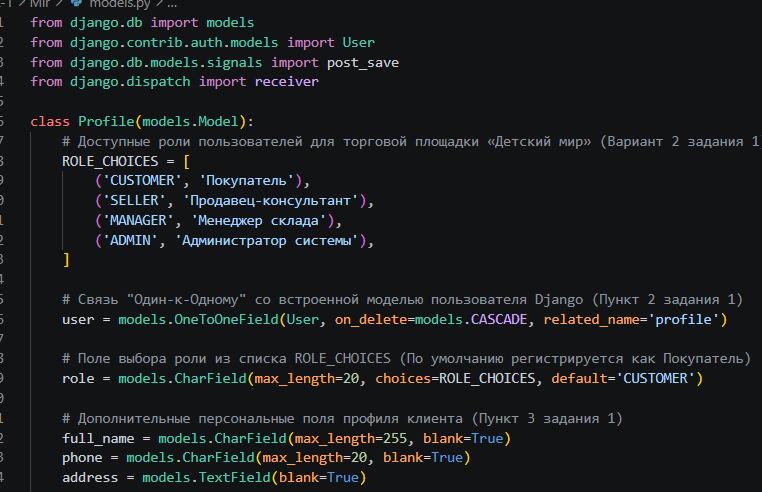 Mir > models.py > ...
from django.db import models
from django.contrib.auth.models import User
from django.db.models.signals import post_save
from django.dispatch import receiver
class Profile(models.Model):
# Доступные роли пользователей для торговой площадки «Детский мир» (Вариант 2 задания 1
ROLE_CHOICES = [
('CUSTOMER', 'Покупатель'),
('SELLER', 'Продавец-консультант'),
('MANAGER', 'Менеджер склада'),
('ADMIN', 'Администратор системы'),
]
# Связь "Один-к-Одному" со встроенной моделью пользователя Django (Пункт 2 задания 1)
user = models.OneToOneField(User, on_delete=models.CASCADE, related_name='profile')
# Поле выбора роли из списка ROLE_CHOICES (По умолчанию регистрируется как Покупатель)
role = models.CharField(max_length=20, choices=ROLE_CHOICES, default='CUSTOMER')
# Дополнительные персональные поля профиля клиента (Пункт 3 задания 1)
full_name = models.CharField(max_length=255, blank=True)
phone = models.CharField(max_length=20, blank=True)
address = models.TextField(blank=True)